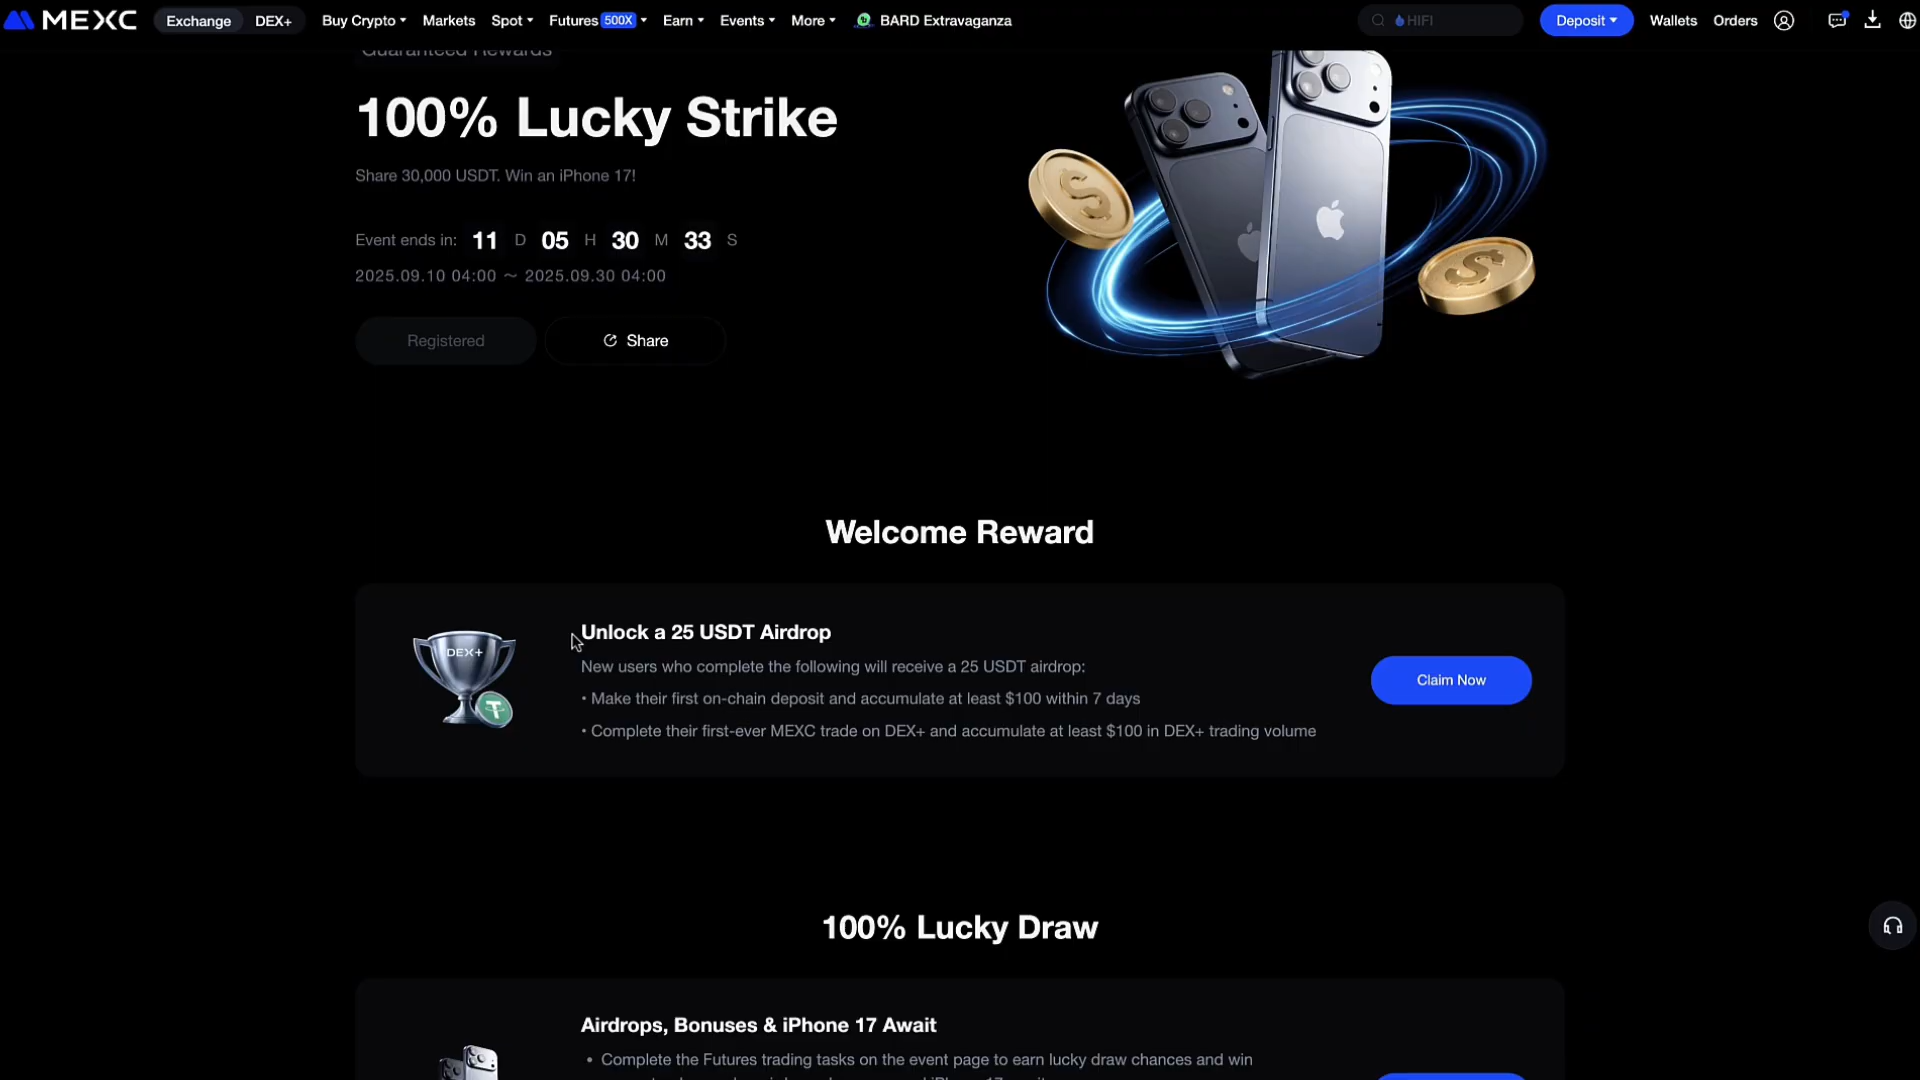 MEXC
Exchange DEX+ Buy Crypto Markets Spot Futures 500X Earn Events More BARD Extravaganza HIFI Deposit Wallets Orders
Guaranteed Rewards
100% Lucky Strike
Share 30,000 USDT. Win an iPhone 17!
Event ends in: 11 D 05 H 30 M 33 S
2025.09.10 04:00 ~ 2025.09.30 04:00
Registered Share
Welcome Reward
DEX+
Unlock a 25 USDT Airdrop
New users who complete the following will receive a 25 USDT airdrop:
• Make their first on-chain deposit and accumulate at least $100 within 7 days
• Complete their first-ever MEXC trade on DEX+ and accumulate at least $100 in DEX+ trading volume
Claim Now
100% Lucky Draw
Airdrops, Bonuses & iPhone 17 Await
• Complete the Futures trading tasks on the event page to earn lucky draw chances and win